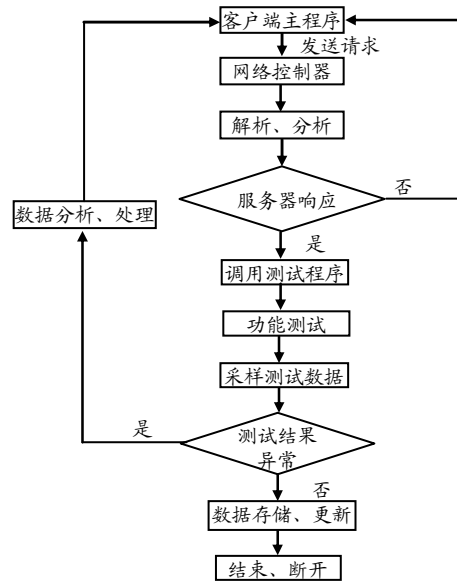 客户端主程序
发送请求
网络控制器
解析、分析
服务器响应
否
数据分析、处理
是
调用测试程序
功能测试
采样测试数据
是
测试结果
异常
否
数据存储、更新
结束、断开